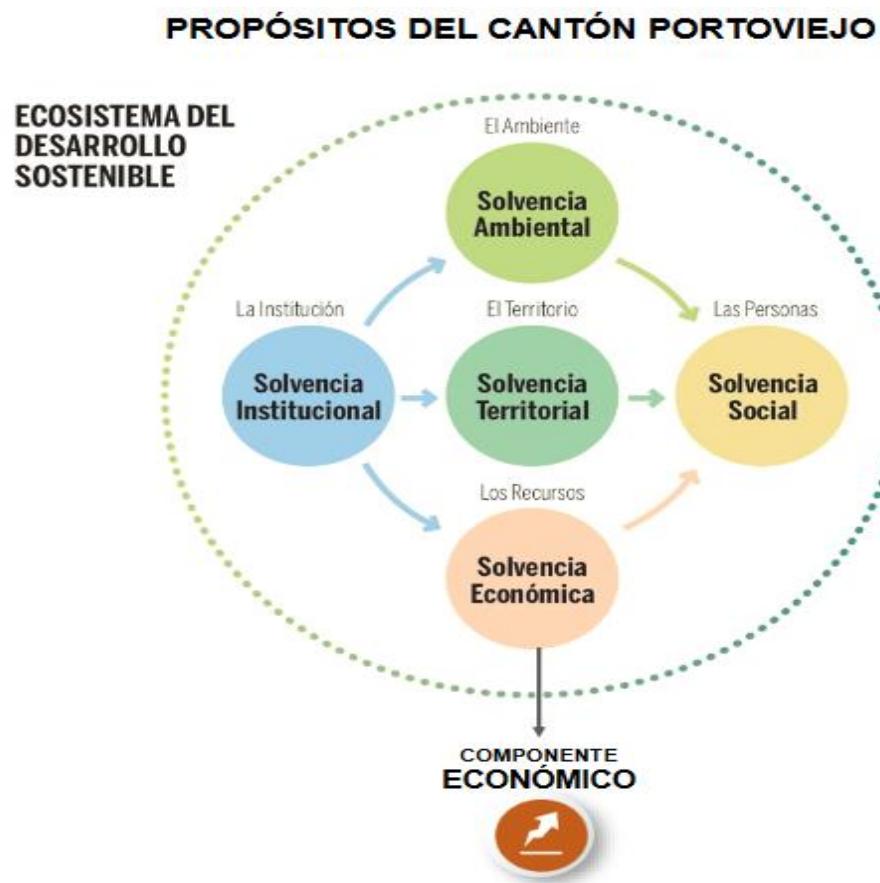 PROPÓSITOS DEL CANTÓN PORTOVIEJO
ECOSISTEMA DEL
DESARROLLO
SOSTENIBLE
El Ambiente
Solvencia
Ambiental
La Institución
Solvencia
Institucional
El Territorio
Solvencia
Territorial
Las Personas
Solvencia
Social
Los Recursos
Solvencia
Económica
COMPONENTE
ECONÓMICO